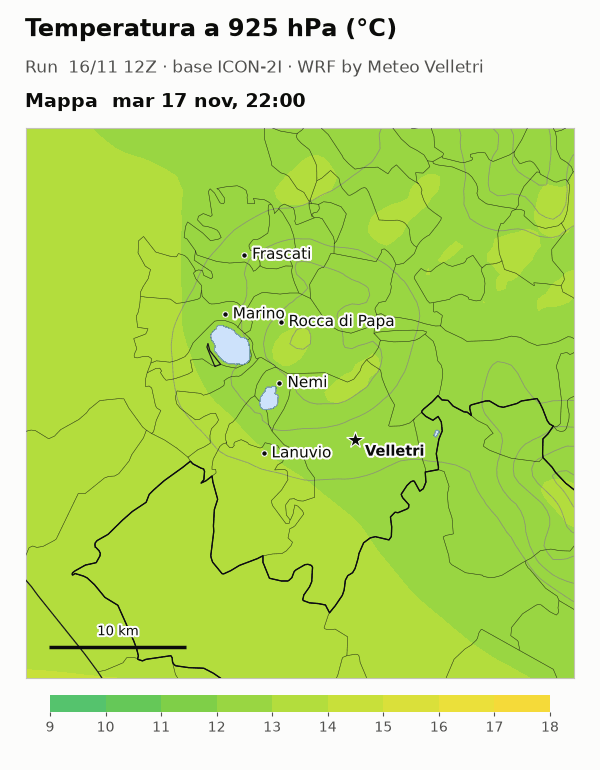 Temperatura a 925 hPa (°C)
Run  16/11 12Z · base ICON-2I · WRF by Meteo Velletri
Mappa  mar 17 nov, 22:00
Frascati
Marino
Rocca di Papa
Nemi
Velletri
Lanuvio
10 km
9 10 11 12 13 14 15 16 17 18